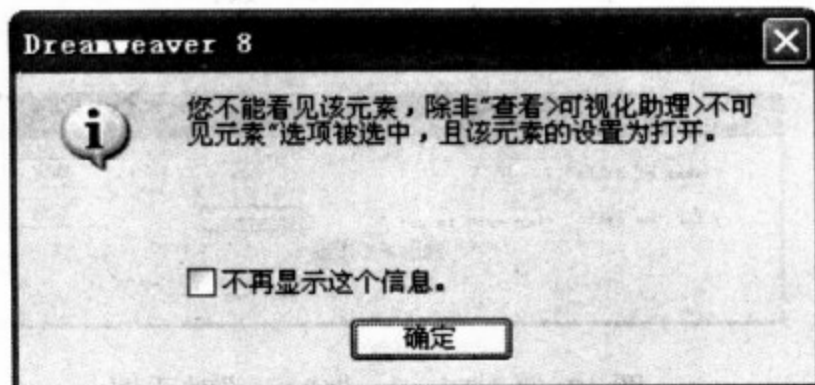 Dreamweaver 8
您不能看见该元素，除非"查看>可视化助理>不可
见元素"选项被选中，且该元素的设置为打开。
不再显示这个信息。
确定